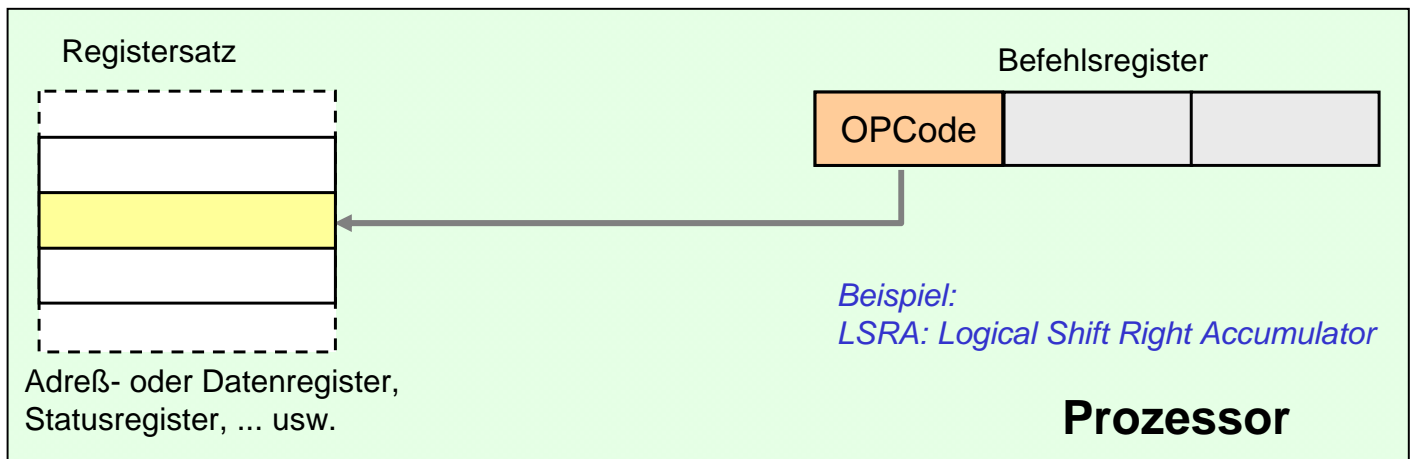 Registersatz
Befehlsregister
OPCode
Beispiel:
LSRA: Logical Shift Right Accumulator
Adreß- oder Datenregister,
Statusregister, ... usw.
Prozessor